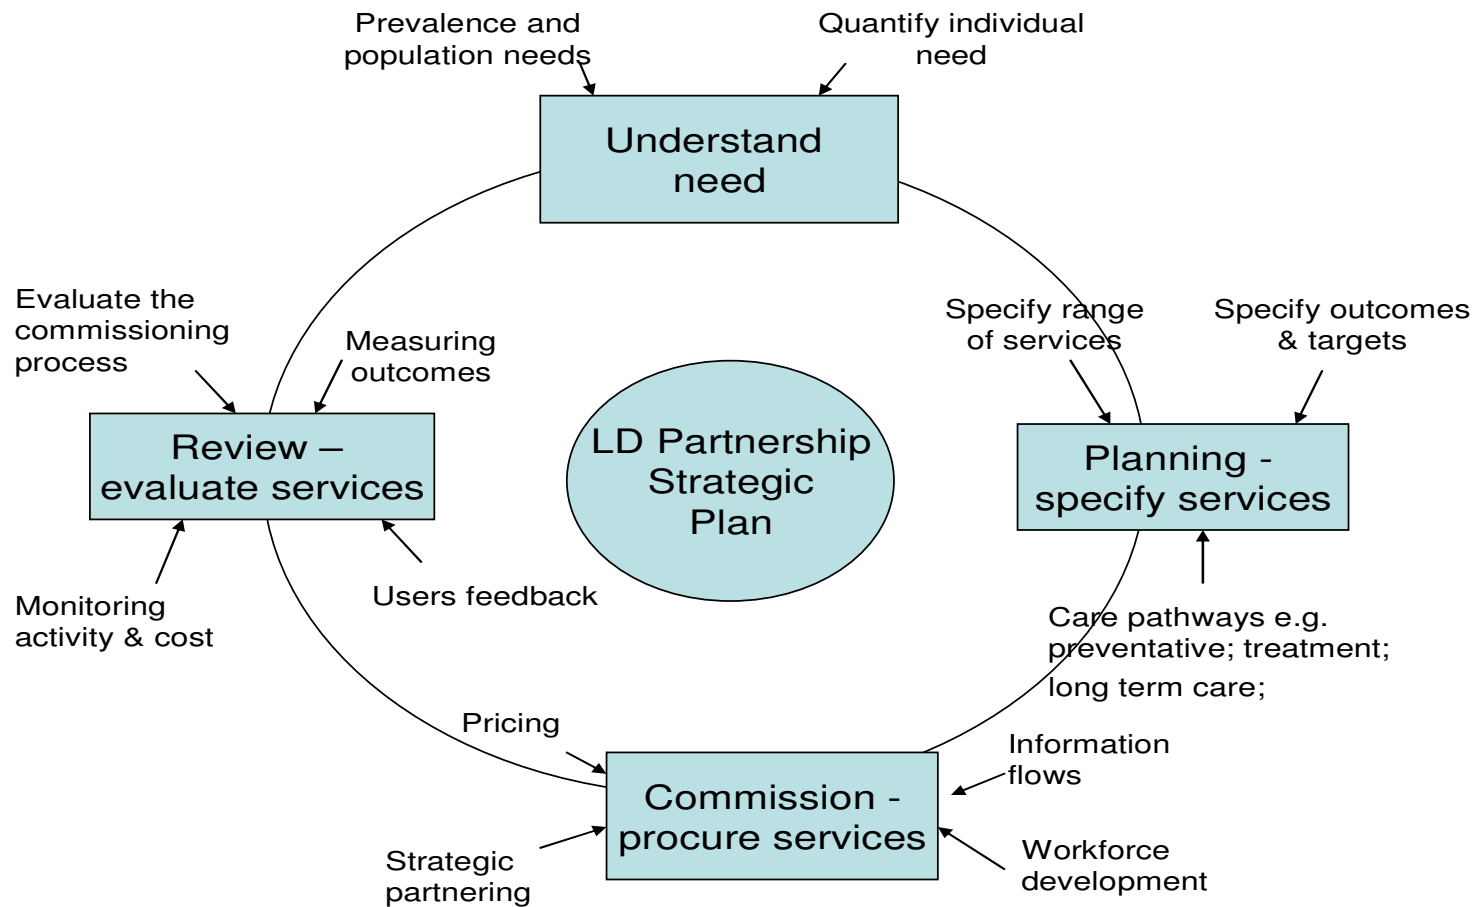 Prevalence and
population needs
Quantify individual
need
Understand
need
Evaluate the
commissioning
process
Measuring
outcomes
Specify range
of services
Specify outcomes
& targets
Review –
evaluate services
LD Partnership
Strategic
Plan
Planning -
specify services
Monitoring
activity & cost
Users feedback
Care pathways e.g.
preventative; treatment;
long term care;
Pricing
Information
flows
Commission -
procure services
Strategic
partnering
Workforce
development